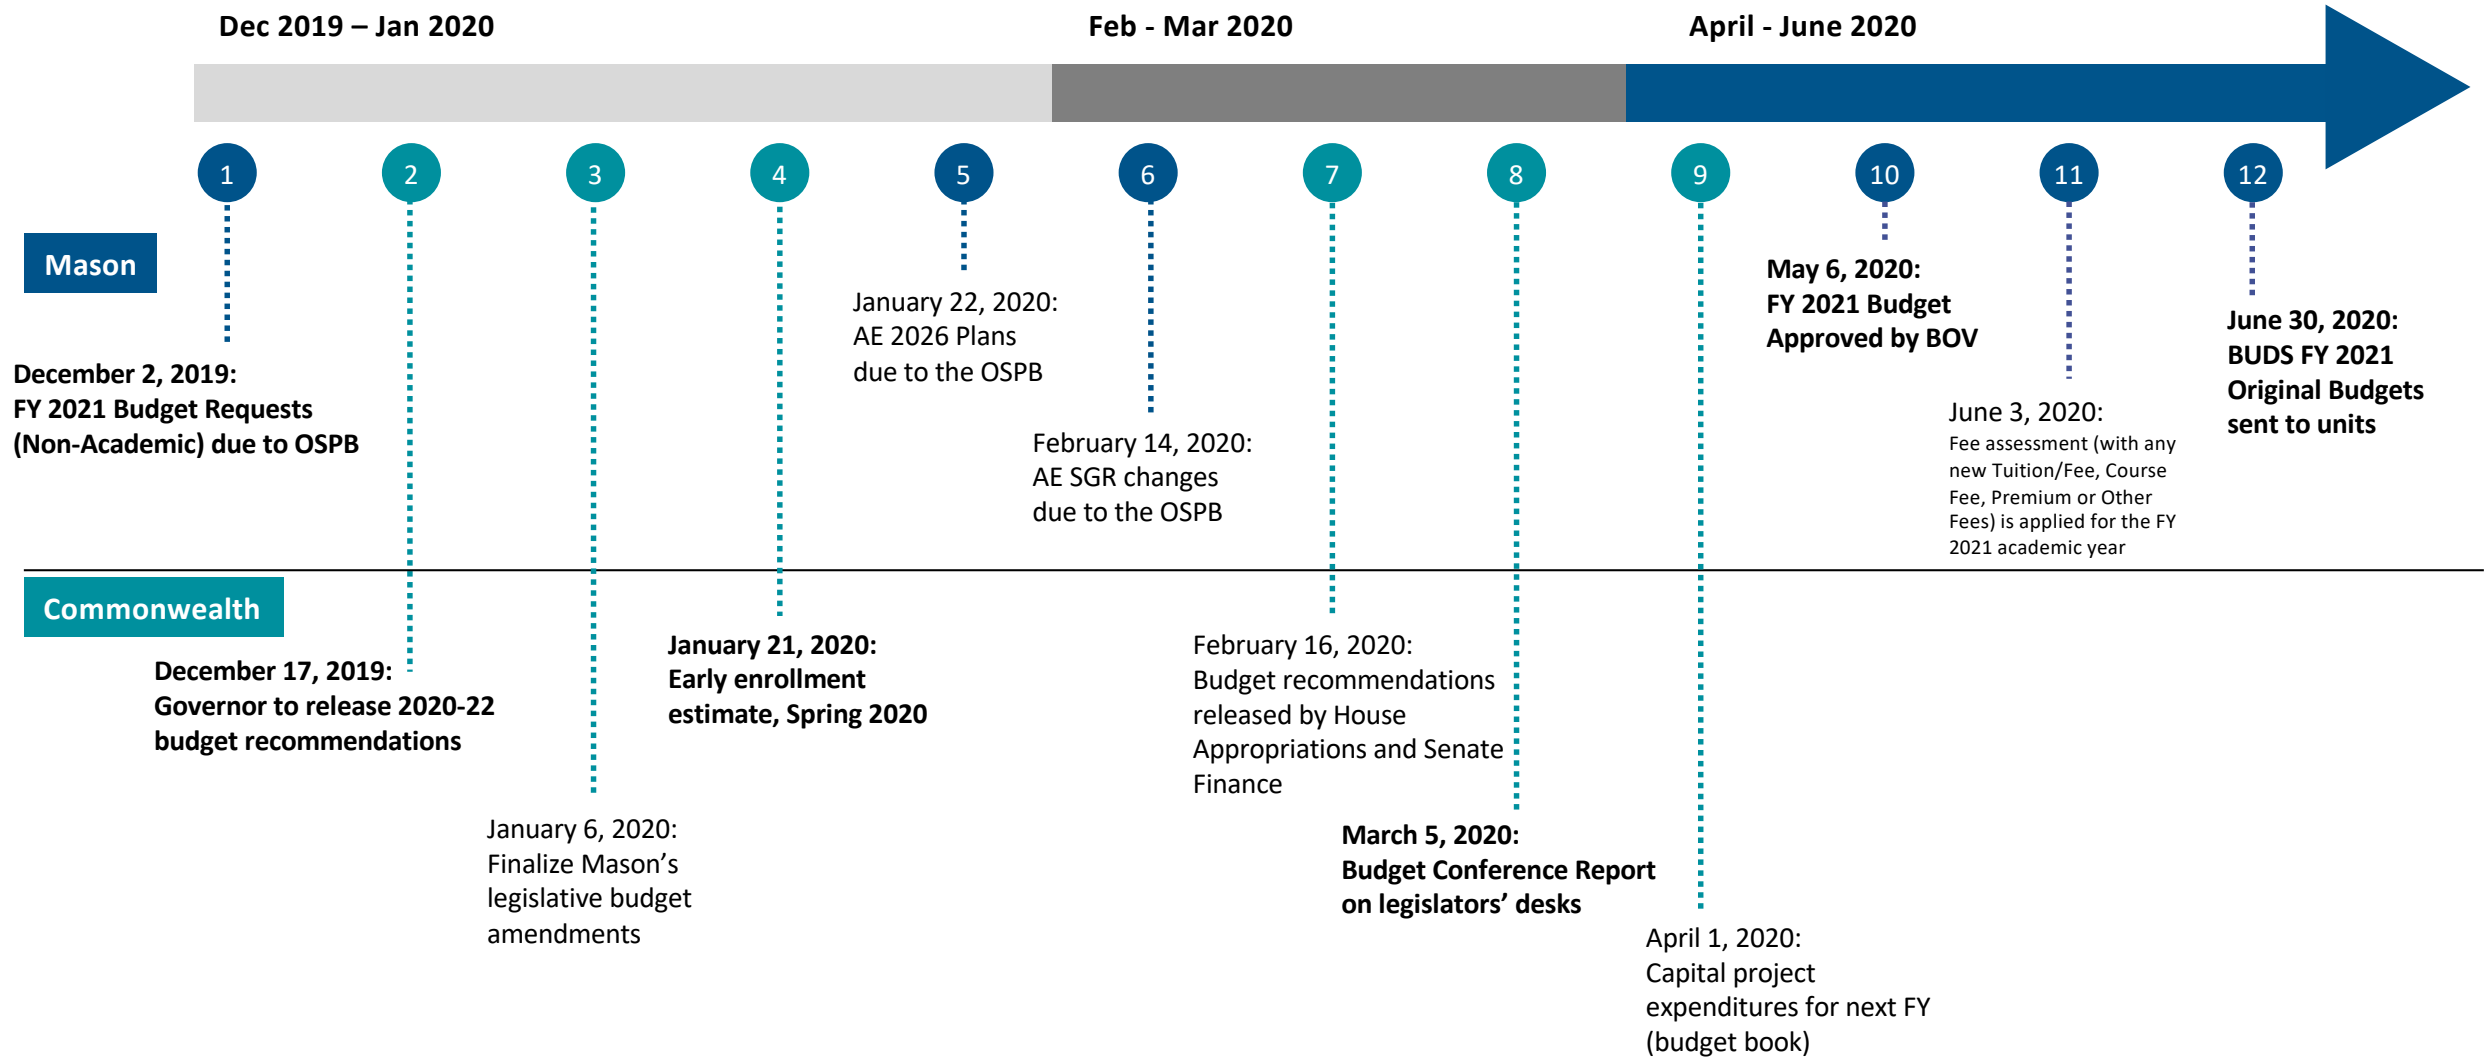 Dec 2019 – Jan 2020
Feb - Mar 2020
April - June 2020
1
2
3
4
5
6
7
8
9
10
11
12
Mason
December 2, 2019:
FY 2021 Budget Requests
(Non-Academic) due to OSPB
January 22, 2020:
AE 2026 Plans
due to the OSPB
February 14, 2020:
AE SGR changes
due to the OSPB
May 6, 2020:
FY 2021 Budget
Approved by BOV
June 3, 2020:
Fee assessment (with any
new Tuition/Fee, Course
Fee, Premium or Other
Fees) is applied for the FY
2021 academic year
June 30, 2020:
BUDS FY 2021
Original Budgets
sent to units
Commonwealth
December 17, 2019:
Governor to release 2020-22
budget recommendations
January 6, 2020:
Finalize Mason’s
legislative budget
amendments
January 21, 2020:
Early enrollment
estimate, Spring 2020
February 16, 2020:
Budget recommendations
released by House
Appropriations and Senate
Finance
March 5, 2020:
Budget Conference Report
on legislators’ desks
April 1, 2020:
Capital project
expenditures for next FY
(budget book)